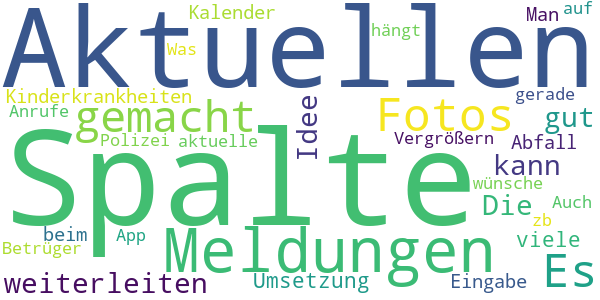 Kalender
Man
auf
Aktuellen
hängt
Was
Kinderkrankheiten
gerade
Anrufe
gemacht
Idee
Fotos
gut
Polizei
aktuelle
Vergrößern
Abfall
Spalte
kann
wünsche
Die
Auch
zb
beim
App
Meldungen
viele
Betrüger
Es
weiterleiten
Umsetzung
Eingabe